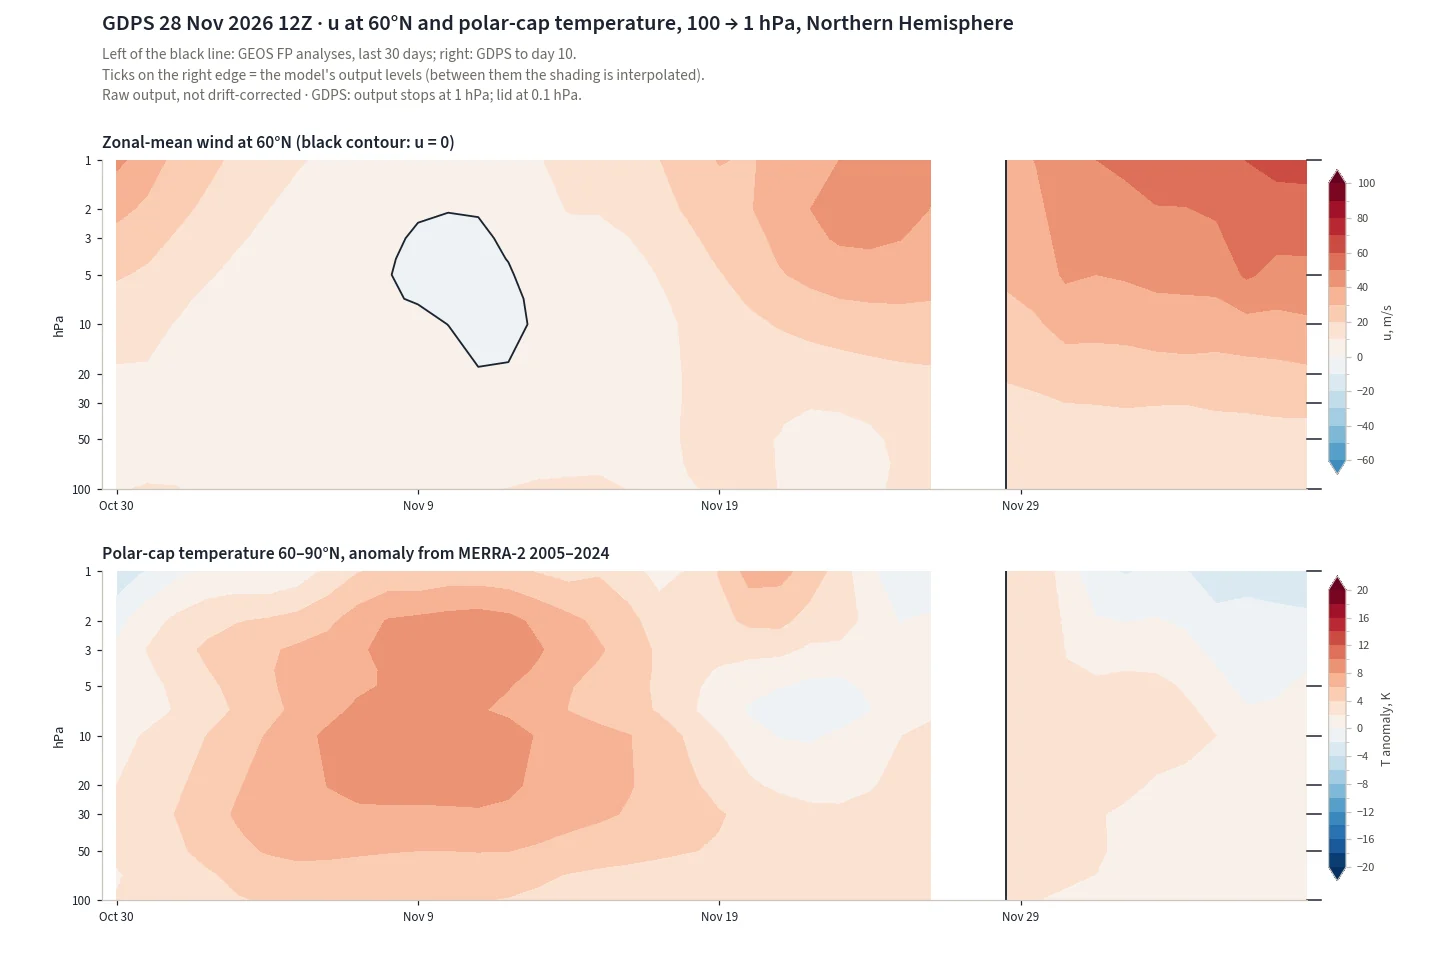 GDPS 28 Nov 2026 12Z · u at 60°N and polar-cap temperature, 100 → 1 hPa, Northern Hemisphere
Left of the black line: GEOS FP analyses, last 30 days; right: GDPS to day 10.
Ticks on the right edge = the model's output levels (between them the shading is interpolated).
Raw output, not drift-corrected · GDPS: output stops at 1 hPa; lid at 0.1 hPa.
Zonal-mean wind at 60°N (black contour: u = 0)
1
2
3
5
10
20
30
50
100
hPa
Oct 30
Nov 9
Nov 19
Nov 29
100
80
60
40
20
0
−20
−40
−60
u, m/s
Polar-cap temperature 60–90°N, anomaly from MERRA-2 2005–2024
1
2
3
5
10
20
30
50
100
hPa
Oct 30
Nov 9
Nov 19
Nov 29
20
16
12
8
4
0
−4
−8
−12
−16
−20
T anomaly, K